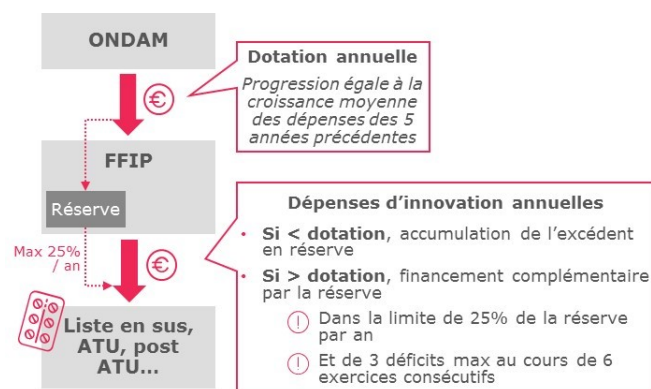 ONDAM
Dotation annuelle
Progression égale à la
croissance moyenne
des dépenses des 5
années précédentes
€
FFIP
Réserve
Max 25%
/ an
€
Dépenses d’innovation annuelles
• Si < dotation, accumulation de l’excédent
en réserve
• Si > dotation, financement complémentaire
par la réserve
! Dans la limite de 25% de la réserve
par an
! Et de 3 déficits max au cours de 6
exercices consécutifs
Liste en sus,
ATU, post
ATU...